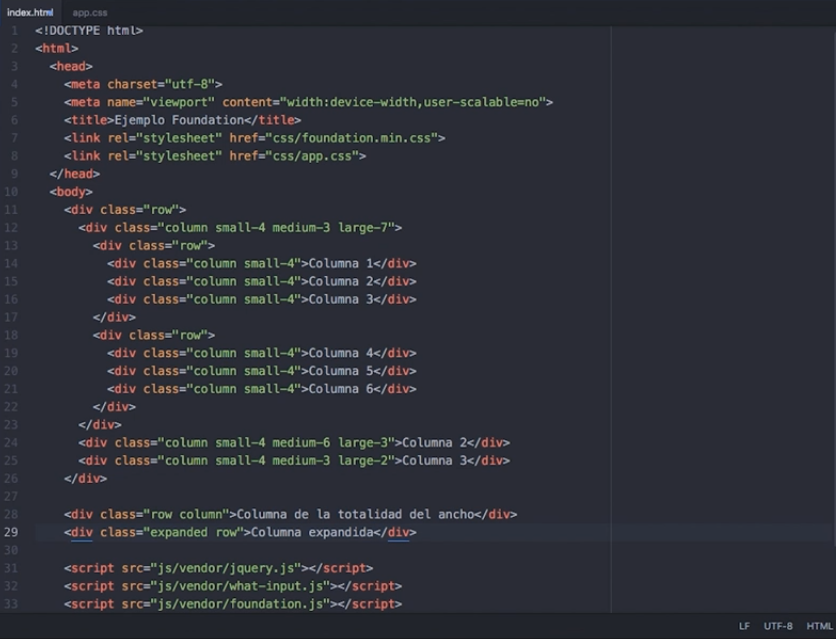 index.html app.css
1 <!DOCTYPE html>
2 <html>
3 <head>
4 <meta charset="utf-8">
5 <meta name="viewport" content="width:device-width,user-scalable=no">
6 <title>Ejemplo Foundation</title>
7 <link rel="stylesheet" href="css/foundation.min.css">
8 <link rel="stylesheet" href="css/app.css">
9 </head>
10 <body>
11 <div class="row">
12 <div class="column small-4 medium-3 large-7">
13 <div class="row">
14 <div class="column small-4">Columna 1</div>
15 <div class="column small-4">Columna 2</div>
16 <div class="column small-4">Columna 3</div>
17 </div>
18 <div class="row">
19 <div class="column small-4">Columna 4</div>
20 <div class="column small-4">Columna 5</div>
21 <div class="column small-4">Columna 6</div>
22 </div>
23 </div>
24 <div class="column small-4 medium-6 large-3">Columna 2</div>
25 <div class="column small-4 medium-3 large-2">Columna 3</div>
26 </div>
27
28 <div class="row column">Columna de la totalidad del ancho</div>
29 <div class="expanded row">Columna expandida</div>
30
31 <script src="js/vendor/jquery.js"></script>
32 <script src="js/vendor/what-input.js"></script>
33 <script src="js/vendor/foundation.js"></script>
LF UTF-8 HTML